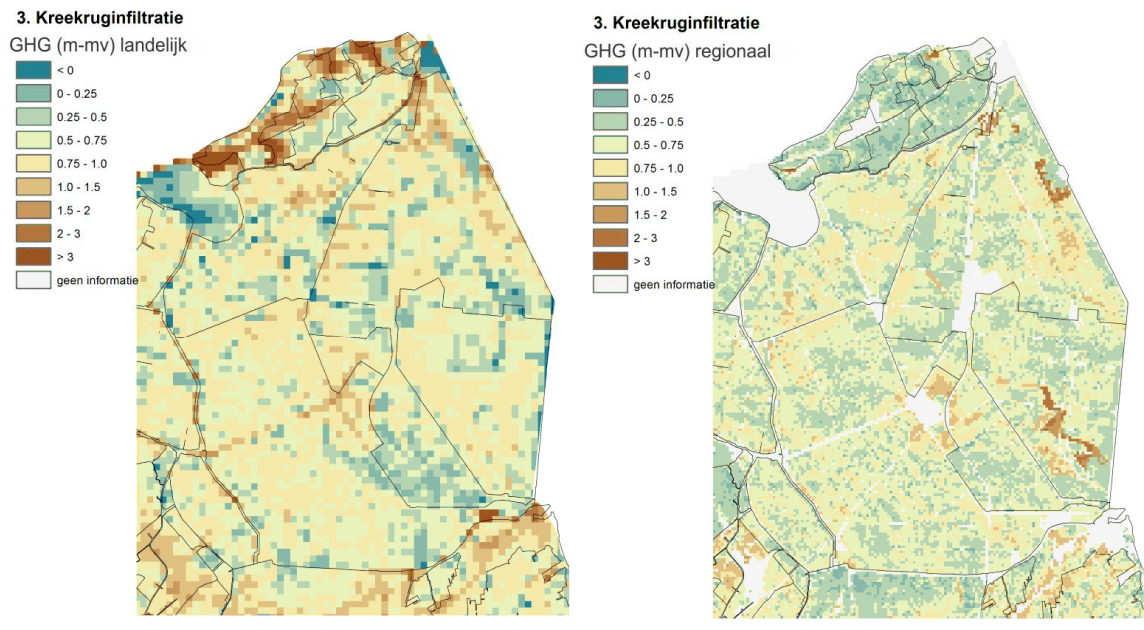 3. Kreekruginfiltratie
GHG (m-mv) landelijk
< 0
0 - 0.25
0.25 - 0.5
0.5 - 0.75
0.75 - 1.0
1.0 - 1.5
1.5 - 2
2 - 3
> 3
geen informatie
3. Kreekruginfiltratie
GHG (m-mv) regionaal
< 0
0 - 0.25
0.25 - 0.5
0.5 - 0.75
0.75 - 1.0
1.0 - 1.5
1.5 - 2
2 - 3
> 3
geen informatie